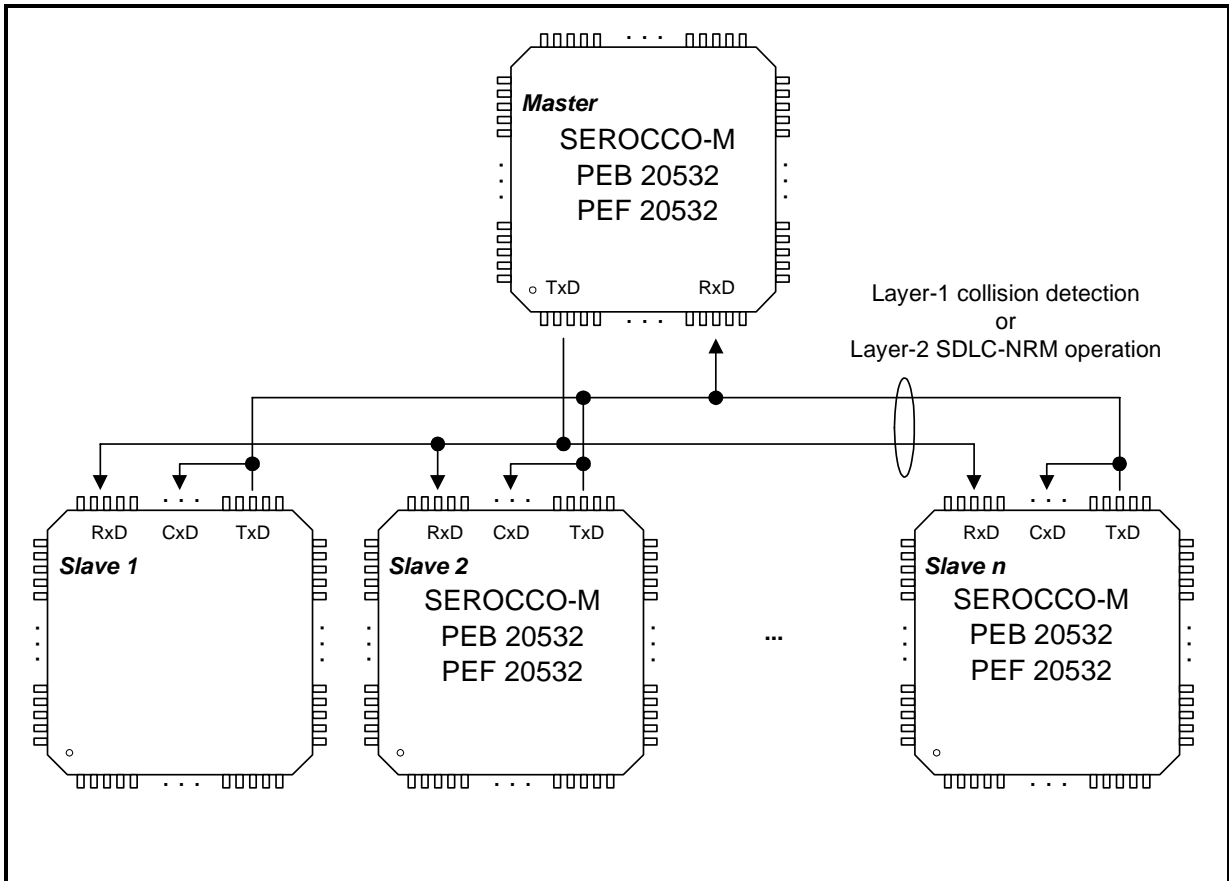 Master
SEROCCO-M
PEB 20532
PEF 20532
TxD RxD
Layer-1 collision detection
or
Layer-2 SDLC-NRM operation
RxD CxD TxD
Slave 1
RxD CxD TxD
Slave 2
SEROCCO-M
PEB 20532
PEF 20532
...
RxD CxD TxD
Slave n
SEROCCO-M
PEB 20532
PEF 20532